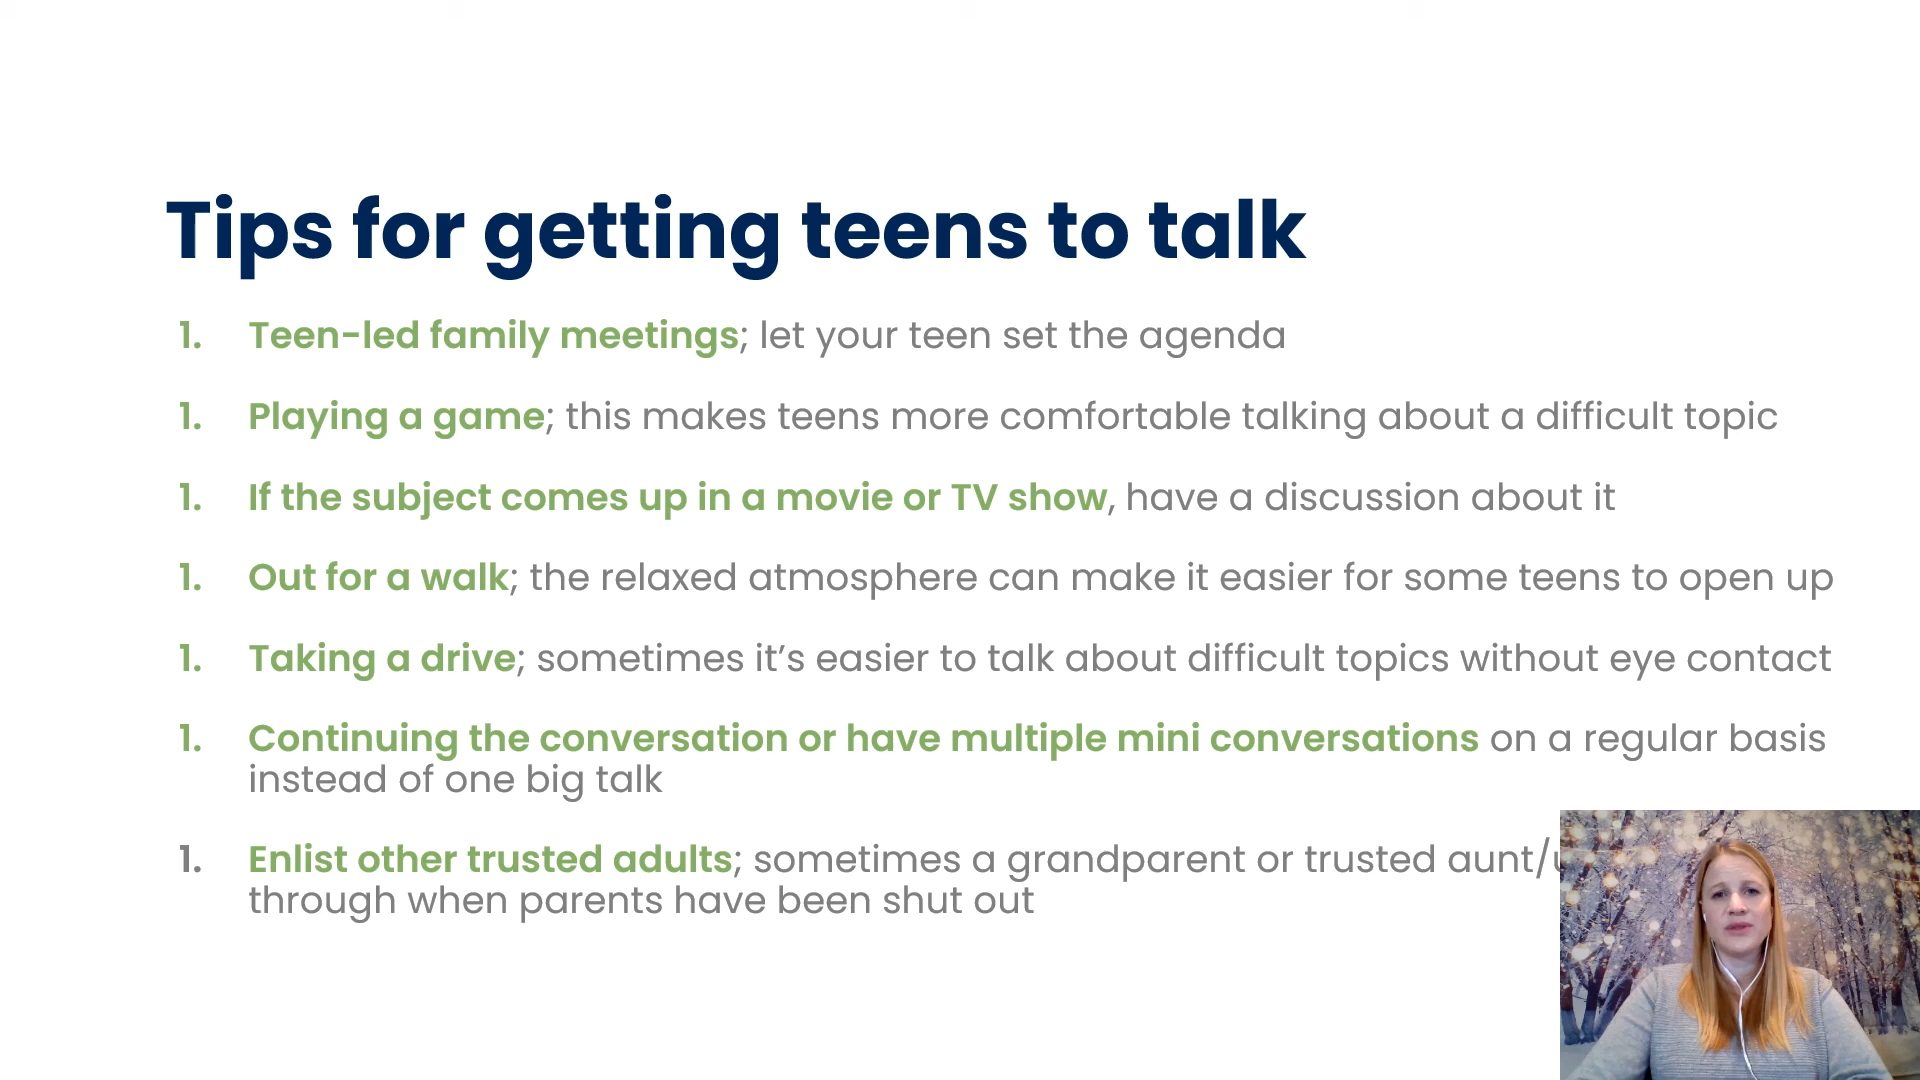 Tips for getting teens to talk
1. Teen-led family meetings; let your teen set the agenda
1. Playing a game; this makes teens more comfortable talking about a difficult topic
1. If the subject comes up in a movie or TV show, have a discussion about it
1. Out for a walk; the relaxed atmosphere can make it easier for some teens to open up
1. Taking a drive; sometimes it’s easier to talk about difficult topics without eye contact
1. Continuing the conversation or have multiple mini conversations on a regular basis
instead of one big talk
1. Enlist other trusted adults; sometimes a grandparent or trusted aunt/
through when parents have been shut out